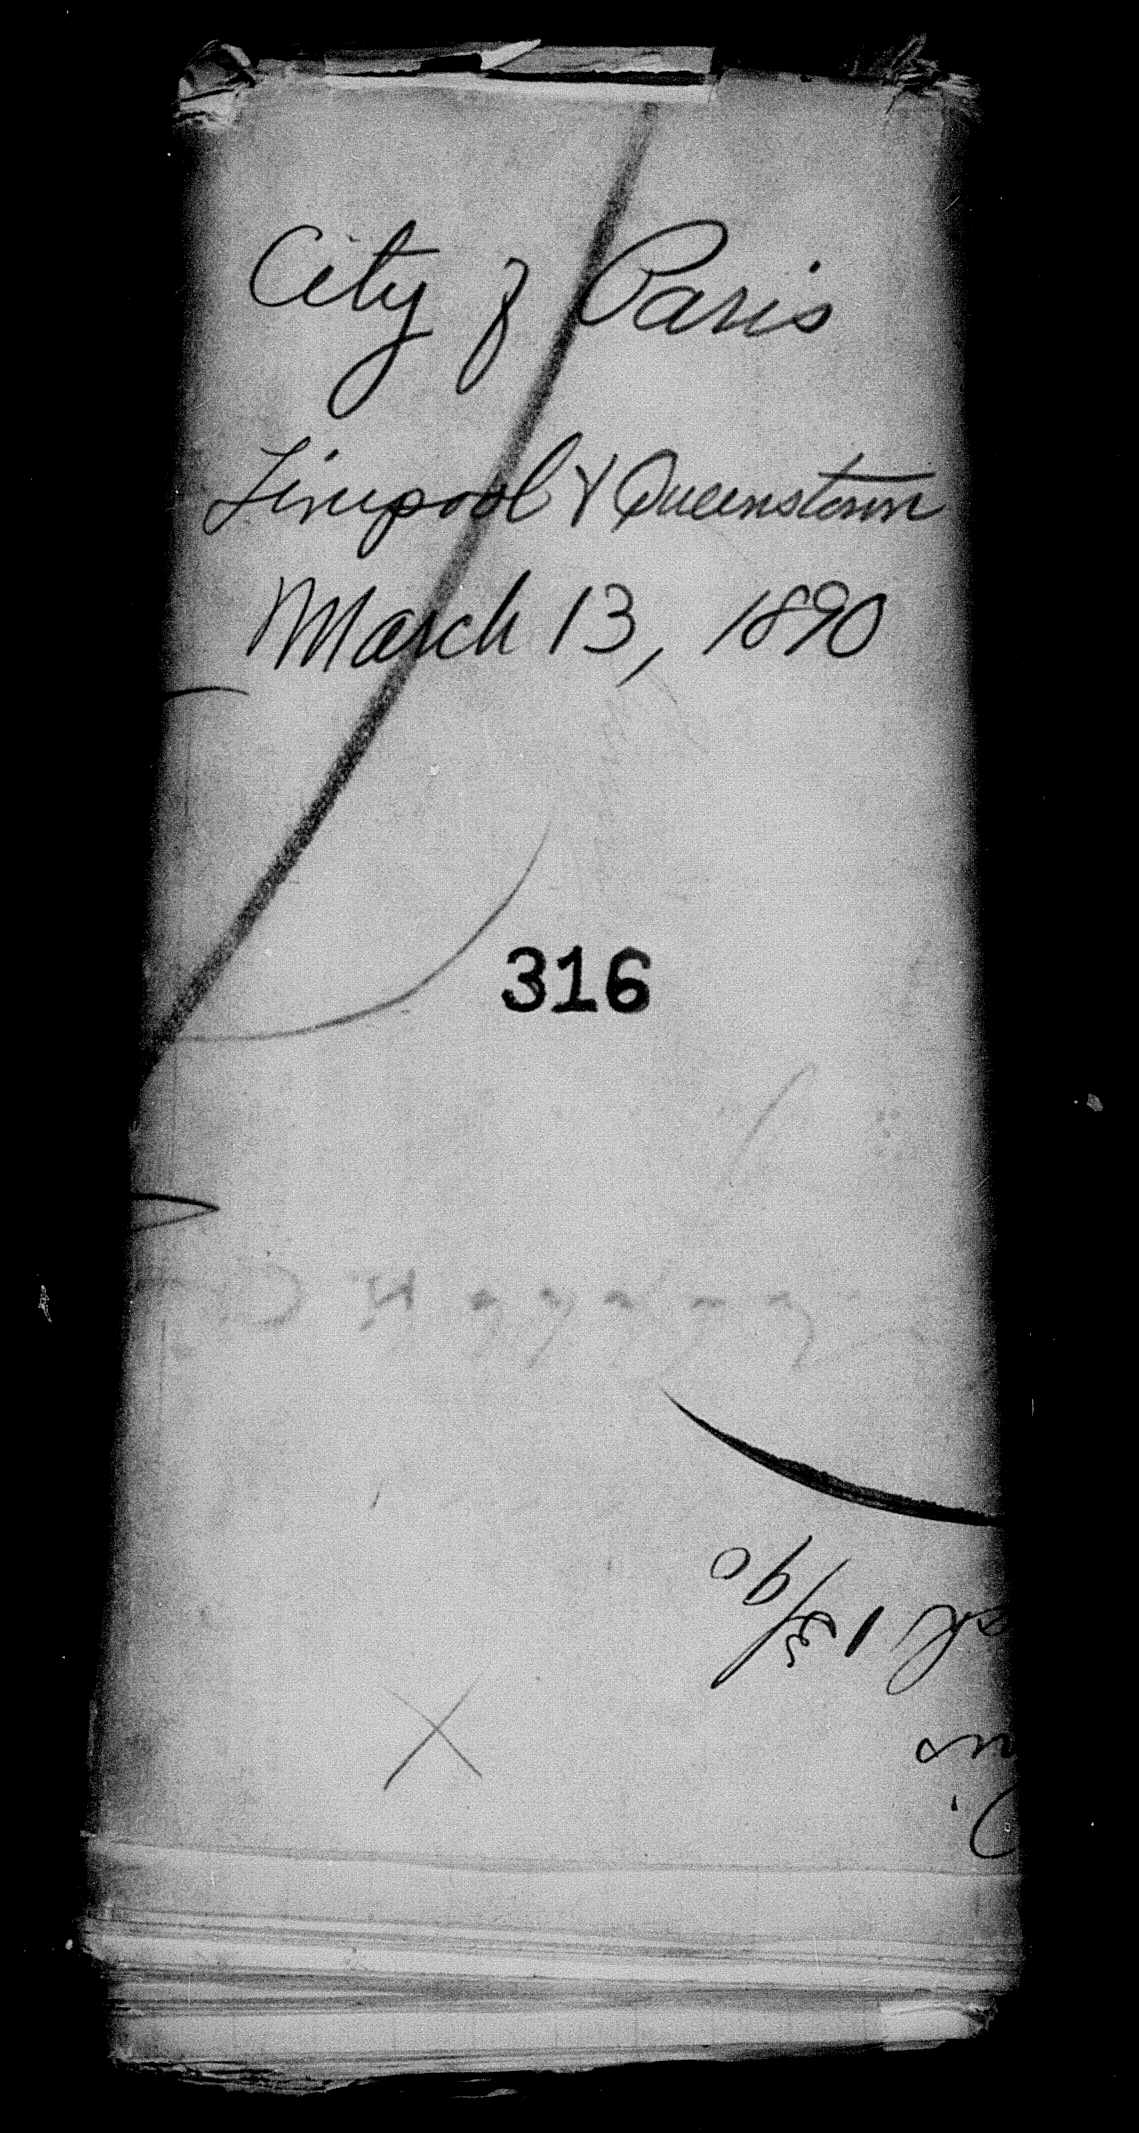 City of Paris
Liverpool & Queenstown
March 13, 1890
316